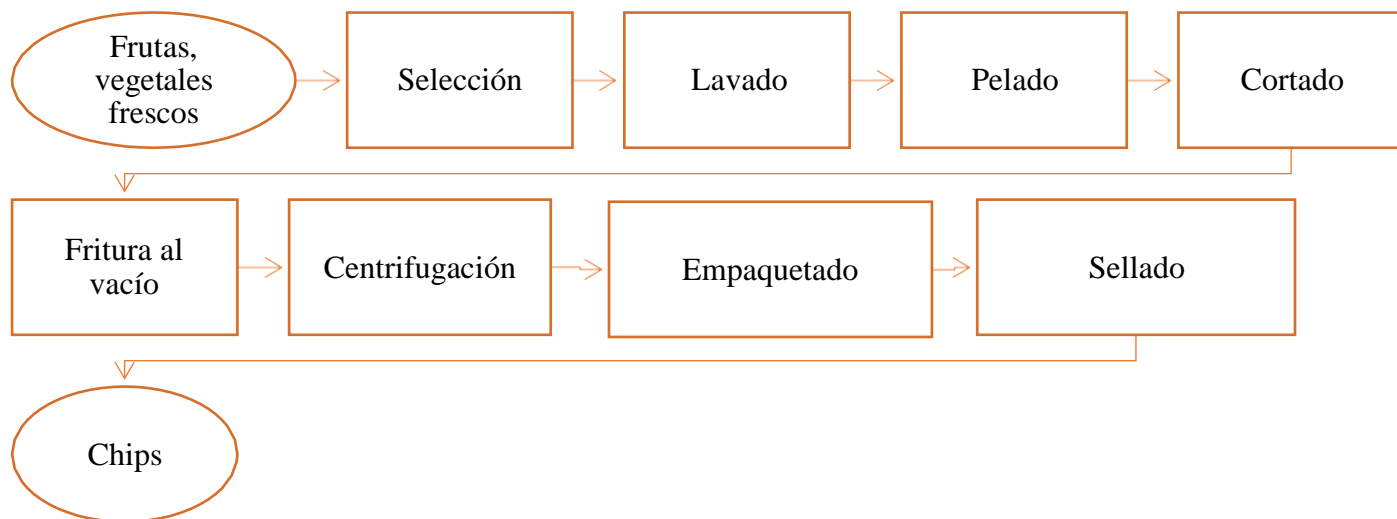 Frutas,
vegetales
frescos
Selección
Lavado
Pelado
Cortado
Fritura al
vacío
Centrifugación
Empaquetado
Sellado
Chips